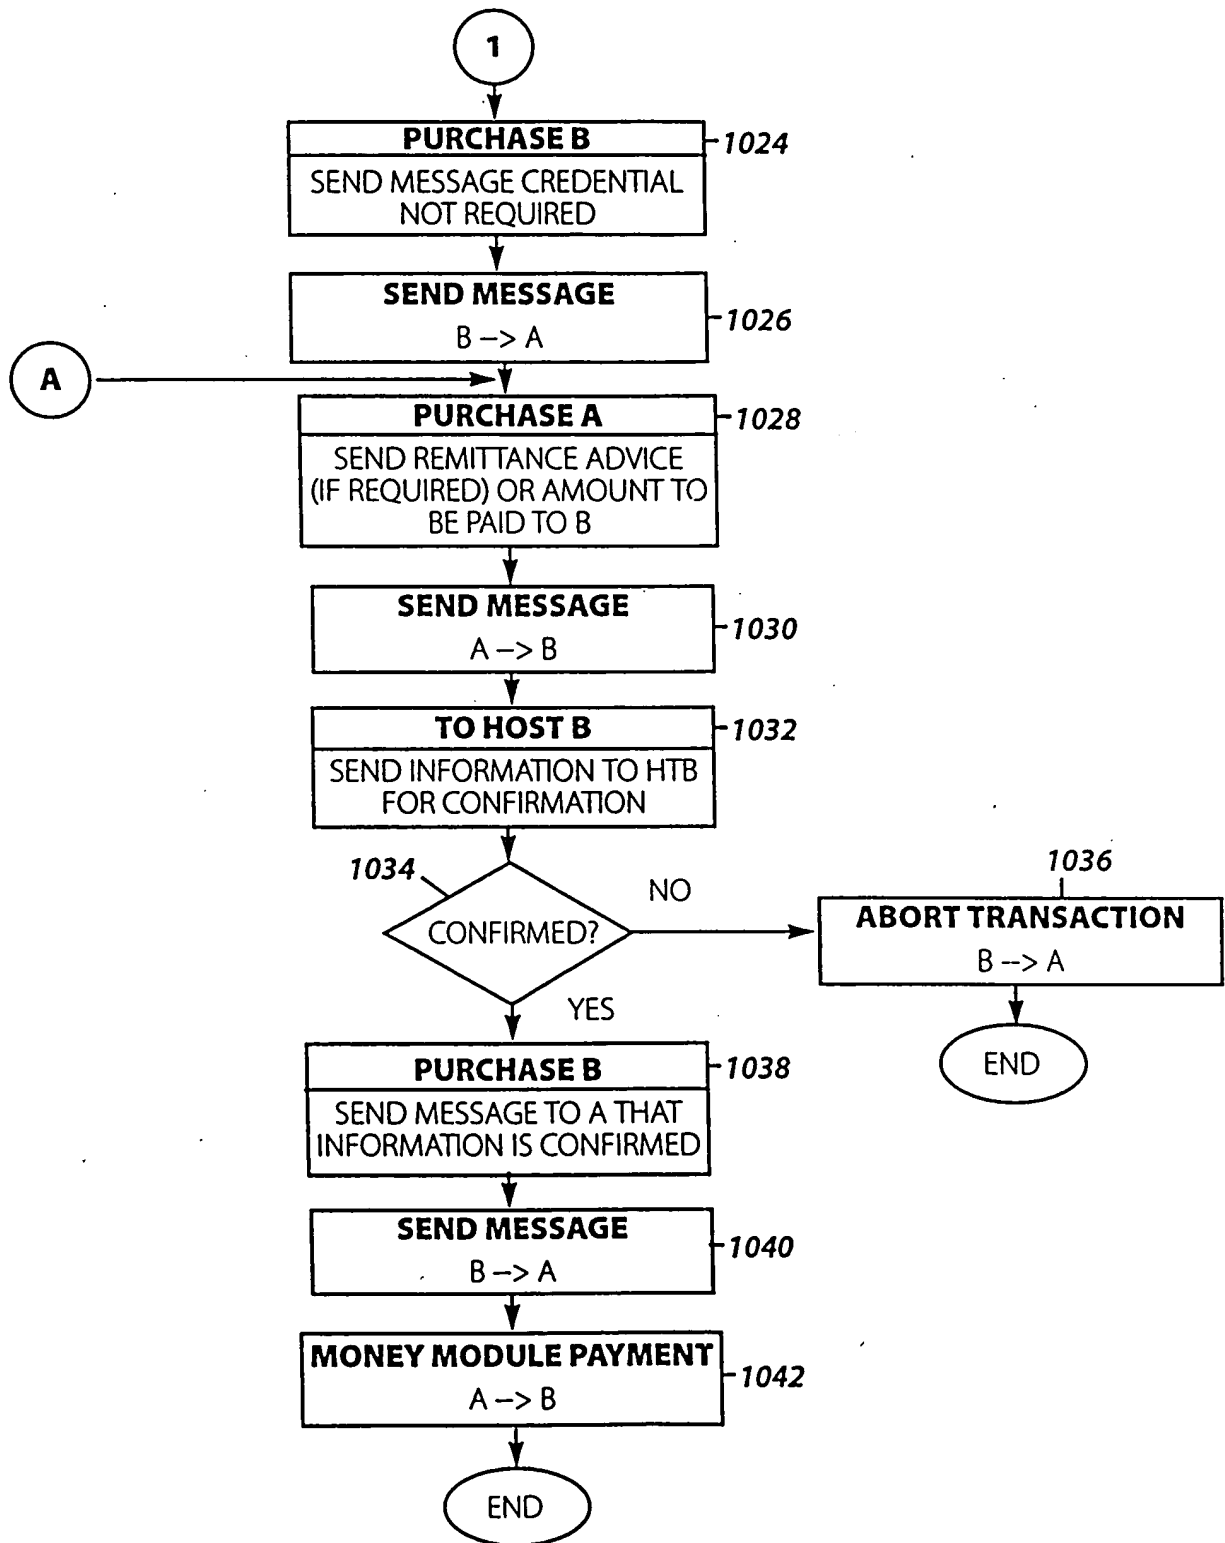 1
PURCHASE B
1024
SEND MESSAGE CREDENTIAL
NOT REQUIRED
SEND MESSAGE
B –> A
1026
A
PURCHASE A
1028
SEND REMITTANCE ADVICE
(IF REQUIRED) OR AMOUNT TO
BE PAID TO B
SEND MESSAGE
A –> B
1030
TO HOST B
1032
SEND INFORMATION TO HTB
FOR CONFIRMATION
1034
CONFIRMED?
NO
1036
ABORT TRANSACTION
B --> A
END
YES
PURCHASE B
1038
SEND MESSAGE TO A THAT
INFORMATION IS CONFIRMED
SEND MESSAGE
B –> A
1040
MONEY MODULE PAYMENT
A –> B
1042
END